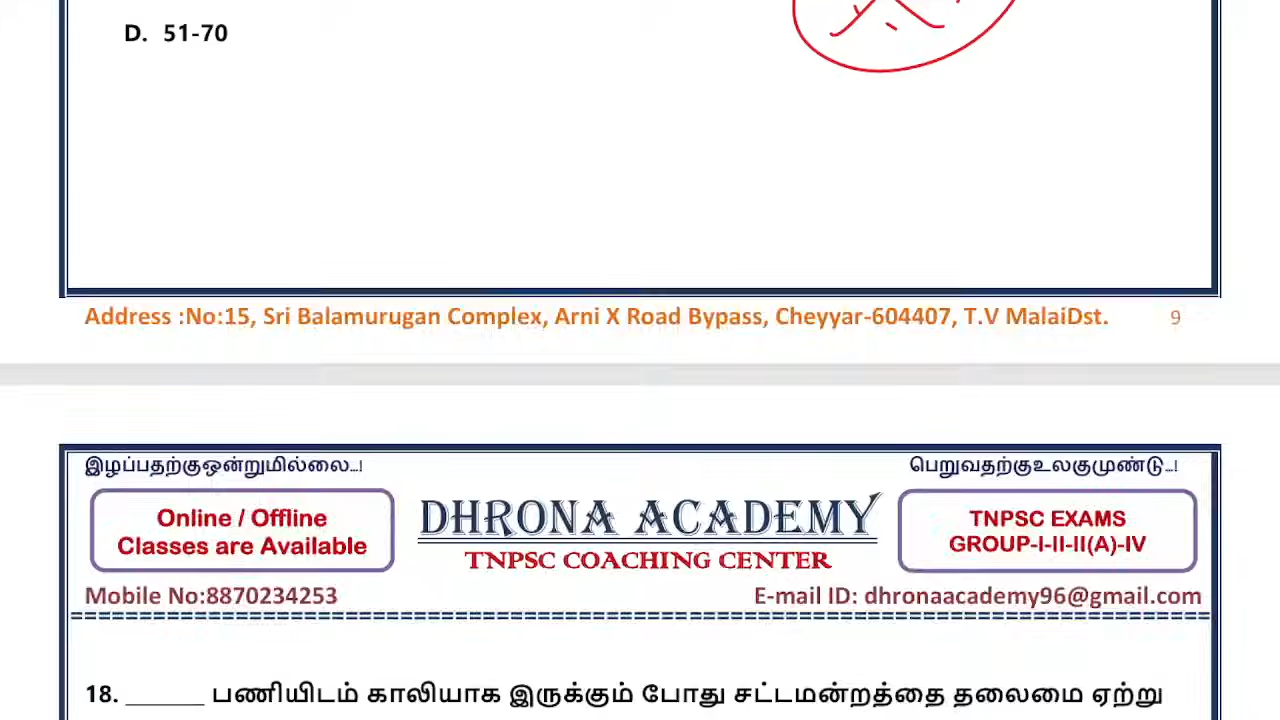 D. 51-70
Address :No:15, Sri Balamurugan Complex, Arni X Road Bypass, Cheyyar-604407, T.V MalaiDst. 9
இழப்பதற்குஒன்றுமில்லை...! பெறுவதற்குஉலகுமுண்டு...!
Online / Offline
Classes are Available
DHRONA ACADEMY
TNPSC COACHING CENTER
TNPSC EXAMS
GROUP-I-II-II(A)-IV
Mobile No:8870234253 E-mail ID: dhronaacademy96@gmail.com
18. ______ பணியிடம் காலியாக இருக்கும் போது சட்டமன்றத்தை தலைமை ஏற்று